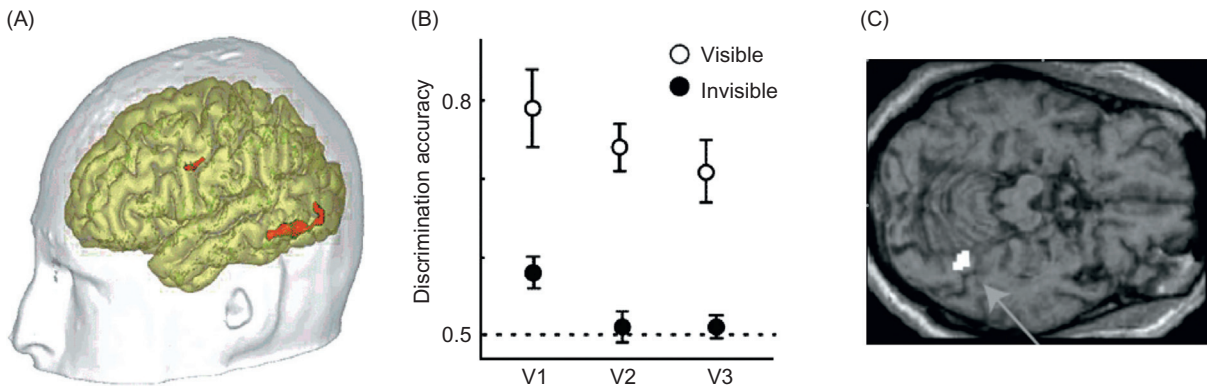 (A)
(B)
(C)
Visible
Invisible
Discrimination accuracy
0.8
0.5
V1 V2 V3